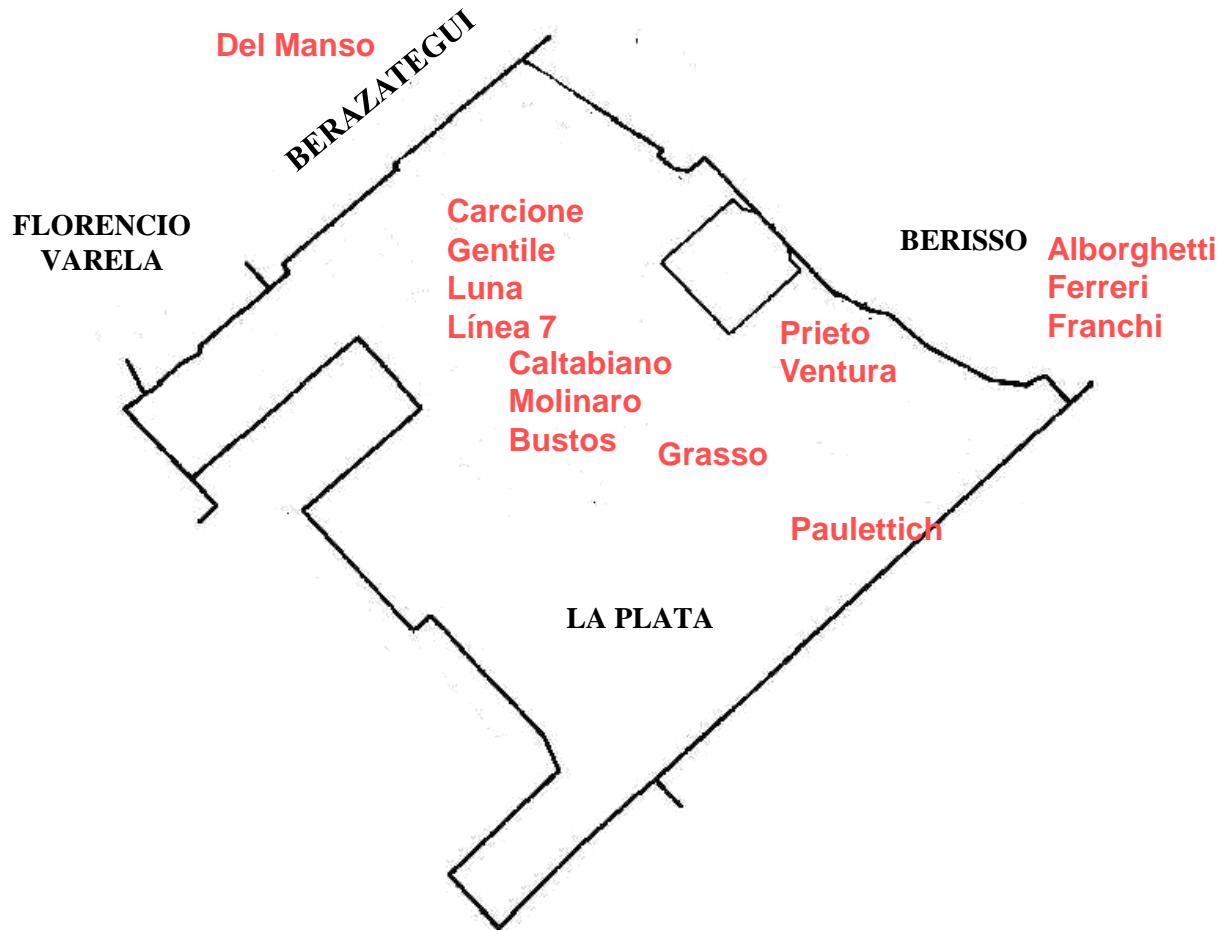 Del Manso
BERAZATEGUI
FLORENCIO
VARELA
Carcione
Gentile
Luna
Línea 7
BERISSO
Alborghetti
Ferreri
Franchi
Prieto
Ventura
Caltabiano
Molinaro
Bustos
Grasso
Paulettich
LA PLATA